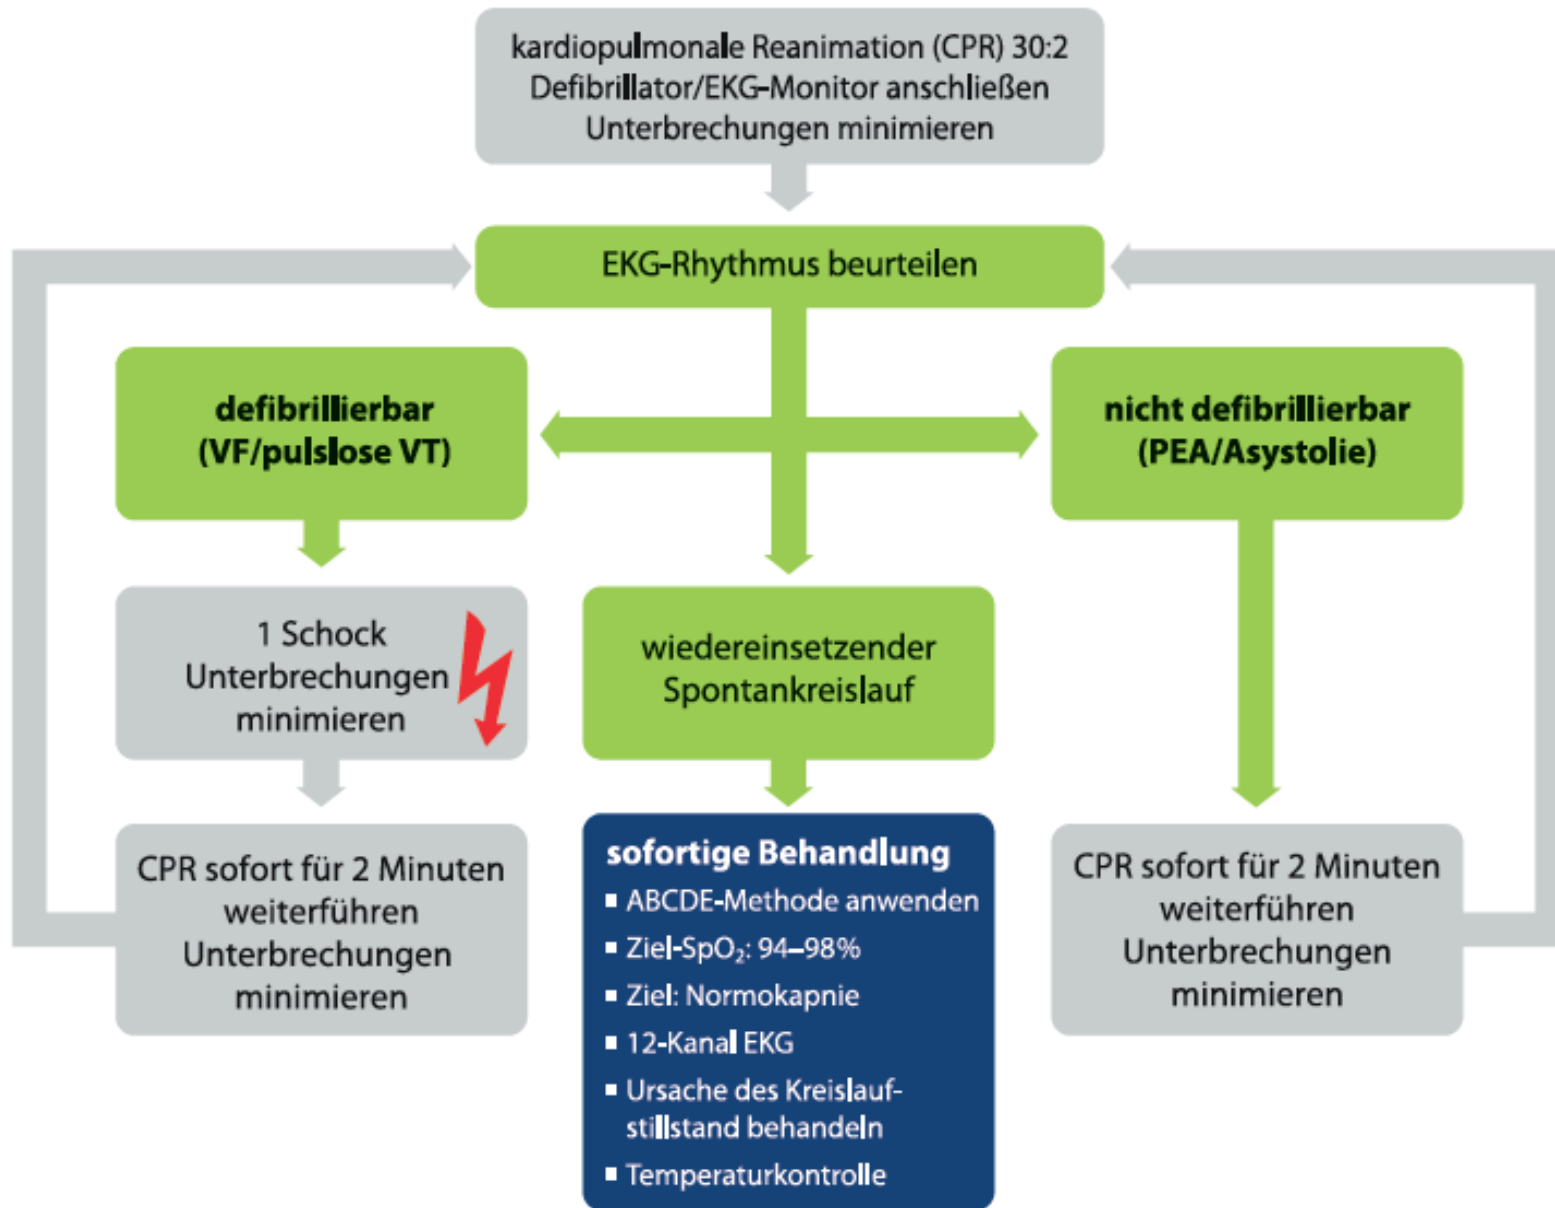 kardiopulmonale Reanimation (CPR) 30:2
Defibrillator/EKG-Monitor anschließen
Unterbrechungen minimieren
EKG-Rhythmus beurteilen
defibrillierbar
(VF/pulslose VT)
nicht defibrillierbar
(PEA/Asystolie)
1 Schock
Unterbrechungen
minimieren
wiedereinsetzender
Spontankreislauf
CPR sofort für 2 Minuten
weiterführen
Unterbrechungen
minimieren
sofortige Behandlung
▪ ABCDE-Methode anwenden
▪ Ziel-SpO₂: 94–98%
▪ Ziel: Normokapnie
▪ 12-Kanal EKG
▪ Ursache des Kreislauf-
stillstand behandeln
▪ Temperaturkontrolle
CPR sofort für 2 Minuten
weiterführen
Unterbrechungen
minimieren